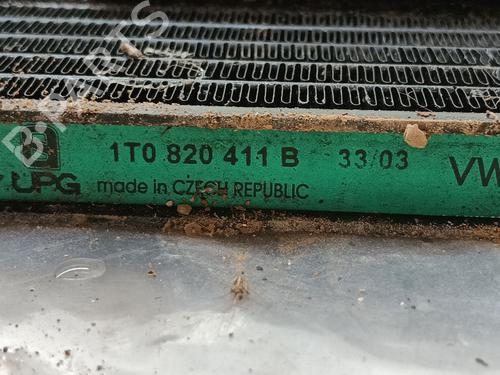 1T0 820 411 B 33/03 VW
UPG made in CZECH REPUBLIC